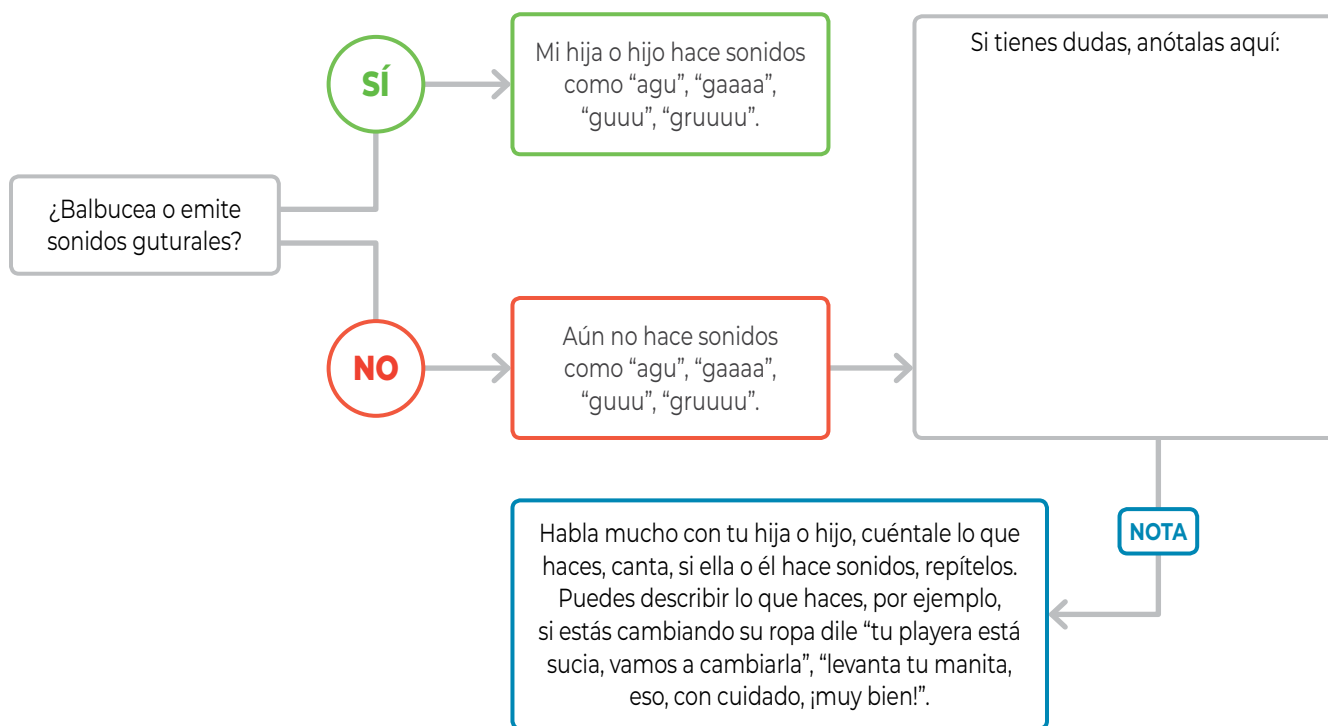 ¿Balbucea o emite
sonidos guturales?
SÍ
Mi hija o hijo hace sonidos
como “agu”, “gaaaa”,
“guuu”, “gruuuu”.
NO
Aún no hace sonidos
como “agu”, “gaaaa”,
“guuu”, “gruuuu”.
Si tienes dudas, anótalas aquí:
NOTA
Habla mucho con tu hija o hijo, cuéntale lo que
haces, canta, si ella o él hace sonidos, repítelos.
Puedes describir lo que haces, por ejemplo,
si estás cambiando su ropa dile “tu playera está
sucia, vamos a cambiarla”, “levanta tu manita,
eso, con cuidado, ¡muy bien!”.